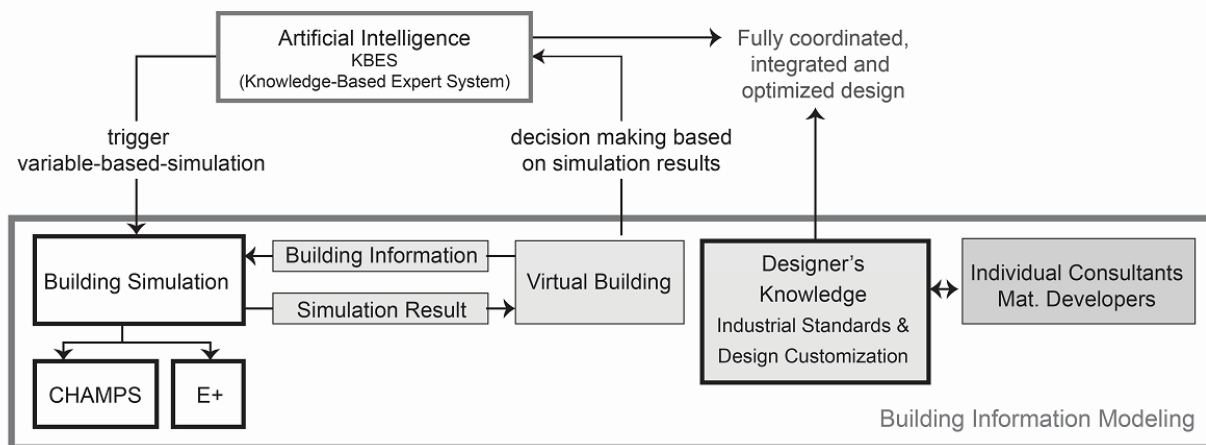 Artificial Intelligence
KBES
(Knowledge-Based Expert System)
Fully coordinated,
integrated and
optimized design
trigger
variable-based-simulation
decision making based
on simulation results
Building Simulation
Building Information
Simulation Result
Virtual Building
Designer's
Knowledge
Industrial Standards &
Design Customization
Individual Consultants
Mat. Developers
CHAMPS
E+
Building Information Modeling